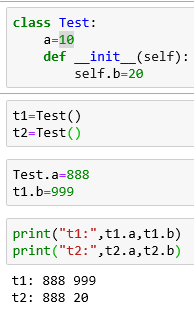 class Test:
    a=10
    def __init__(self):
        self.b=20
t1=Test()
t2=Test()
Test.a=888
t1.b=999
print("t1:",t1.a,t1.b)
print("t2:",t2.a,t2.b)
t1: 888 999
t2: 888 20